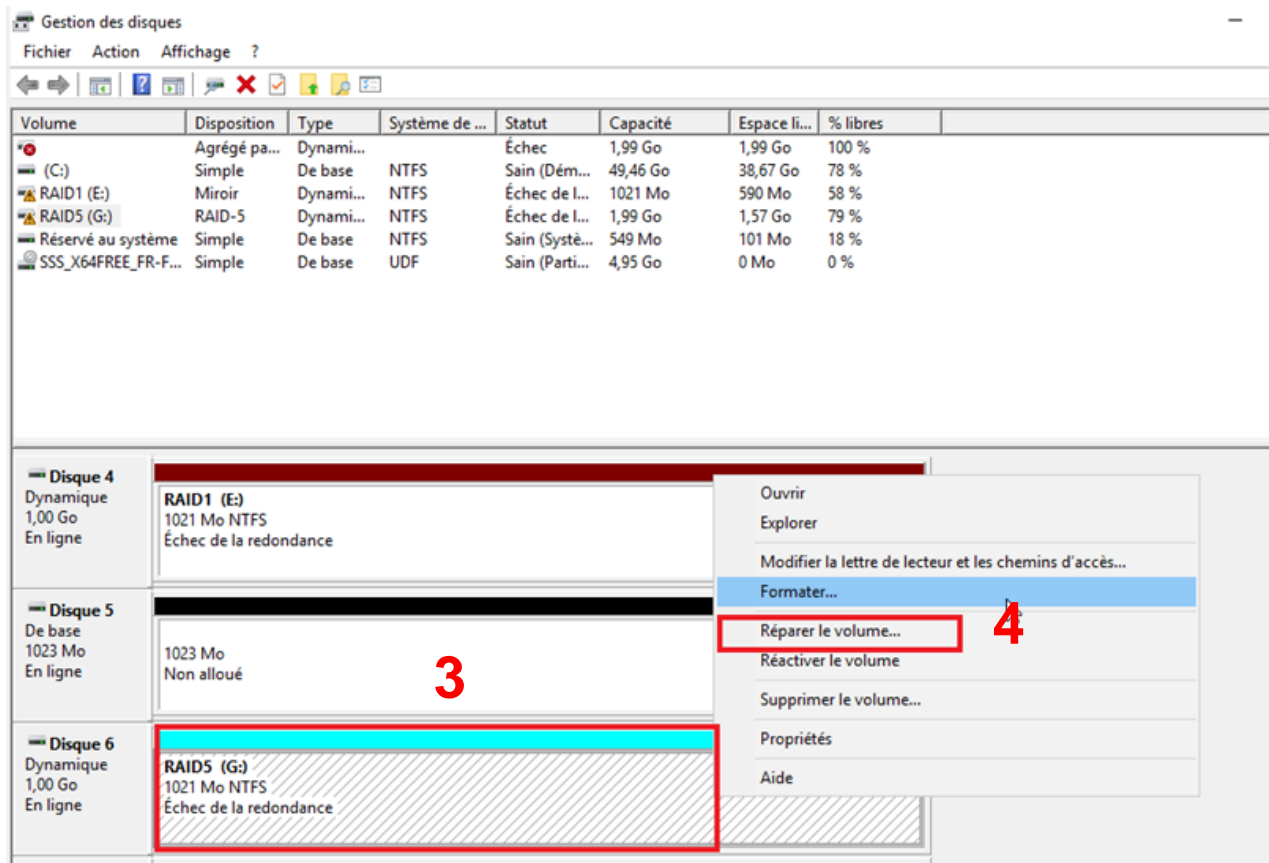 Gestion des disques
Fichier Action Affichage ?
Volume Disposition Type Système de ... Statut Capacité Espace li... % libres
Agrégé pa... Dynami... Échec 1,99 Go 1,99 Go 100 %
(C:) Simple De base NTFS Sain (Dém... 49,46 Go 38,67 Go 78 %
RAID1 (E:) Miroir Dynami... NTFS Échec de l... 1021 Mo 590 Mo 58 %
RAID5 (G:) RAID-5 Dynami... NTFS Échec de l... 1,99 Go 1,57 Go 79 %
Réservé au système Simple De base NTFS Sain (Systè... 549 Mo 101 Mo 18 %
SSS_X64FREE_FR-F... Simple De base UDF Sain (Parti... 4,95 Go 0 Mo 0 %
Disque 4
Dynamique
1,00 Go
En ligne
RAID1 (E:)
1021 Mo NTFS
Échec de la redondance
Disque 5
De base
1023 Mo
En ligne
1023 Mo
Non alloué
3
Disque 6
Dynamique
1,00 Go
En ligne
RAID5 (G:)
1021 Mo NTFS
Échec de la redondance
Ouvrir
Explorer
Modifier la lettre de lecteur et les chemins d'accès...
Formater...
4
Réparer le volume...
Réactiver le volume
Supprimer le volume...
Propriétés
Aide